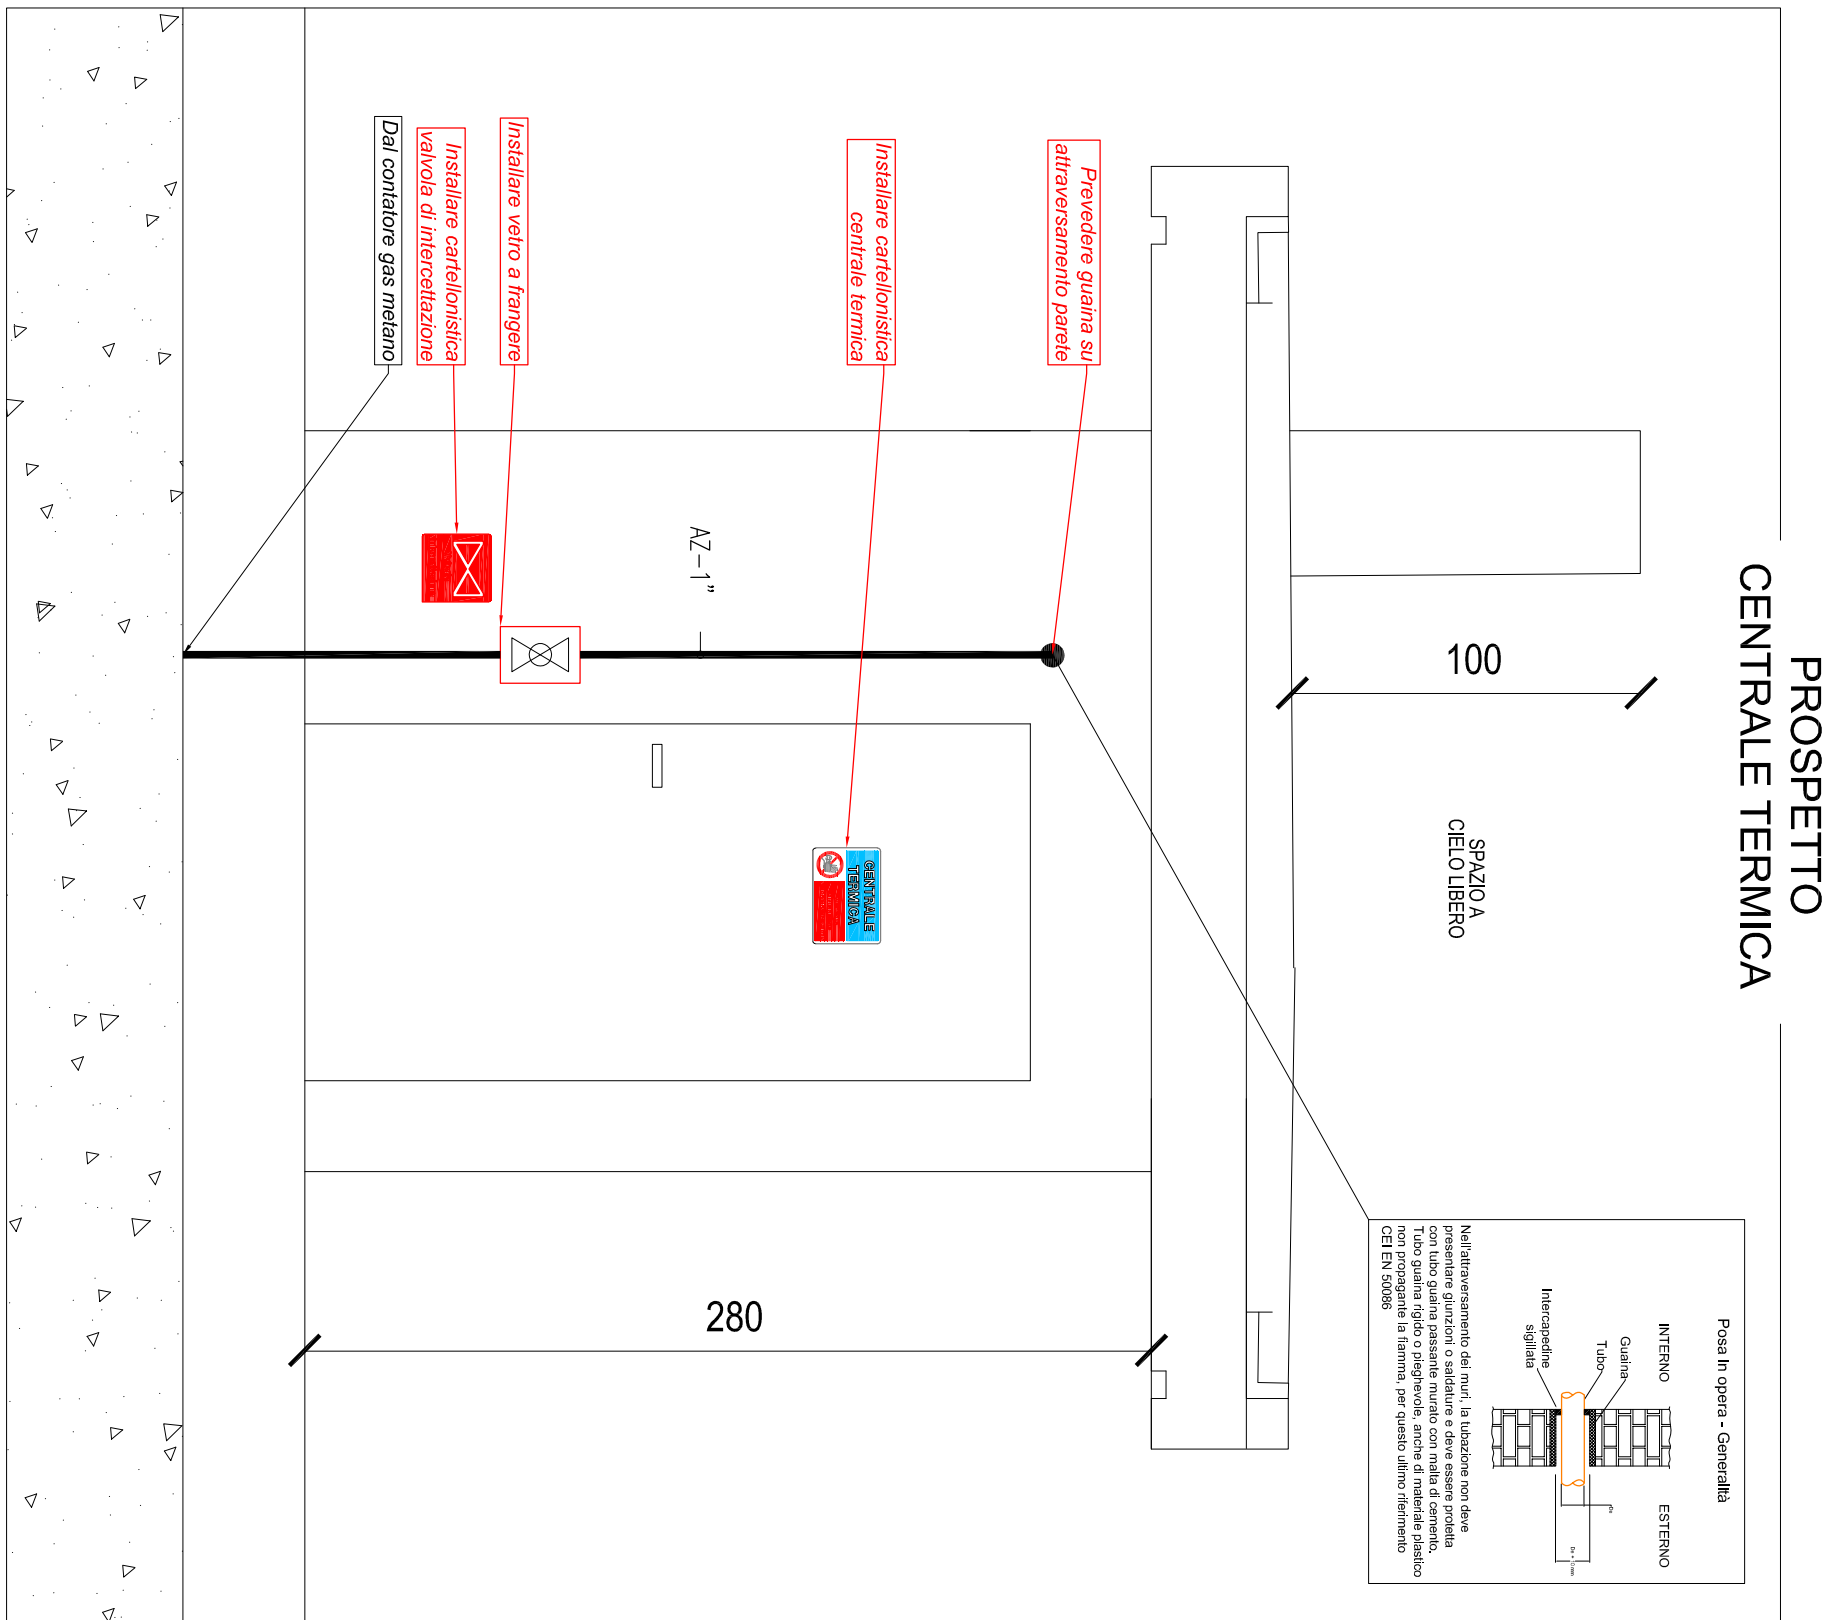 PROSPETTO
CENTRALE TERMICA
Posa In opera - Generalità
INTERNO
ESTERNO
Guaina
Tubo
Intercapedine
sigillata
De
De + 10 mm
Nell'attraversamento dei muri, la tubazione non deve
presentare giunzioni o saldature e deve essere protetta
con tubo guaina passante murato con malta di cemento.
Tubo guaina rigido o pieghevole, anche di materiale plastico
non propagante la fiamma, per questo ultimo riferimento
CEI EN 50086
100
SPAZIO A
CIELO LIBERO
Prevedere guaina su
attraversamento parete
Installare cartellonistica
centrale termica
CENTRALE
TERMICA
AZ-1"
280
Installare vetro a frangere
Installare cartellonistica
valvola di intercettazione
Dal contatore gas metano